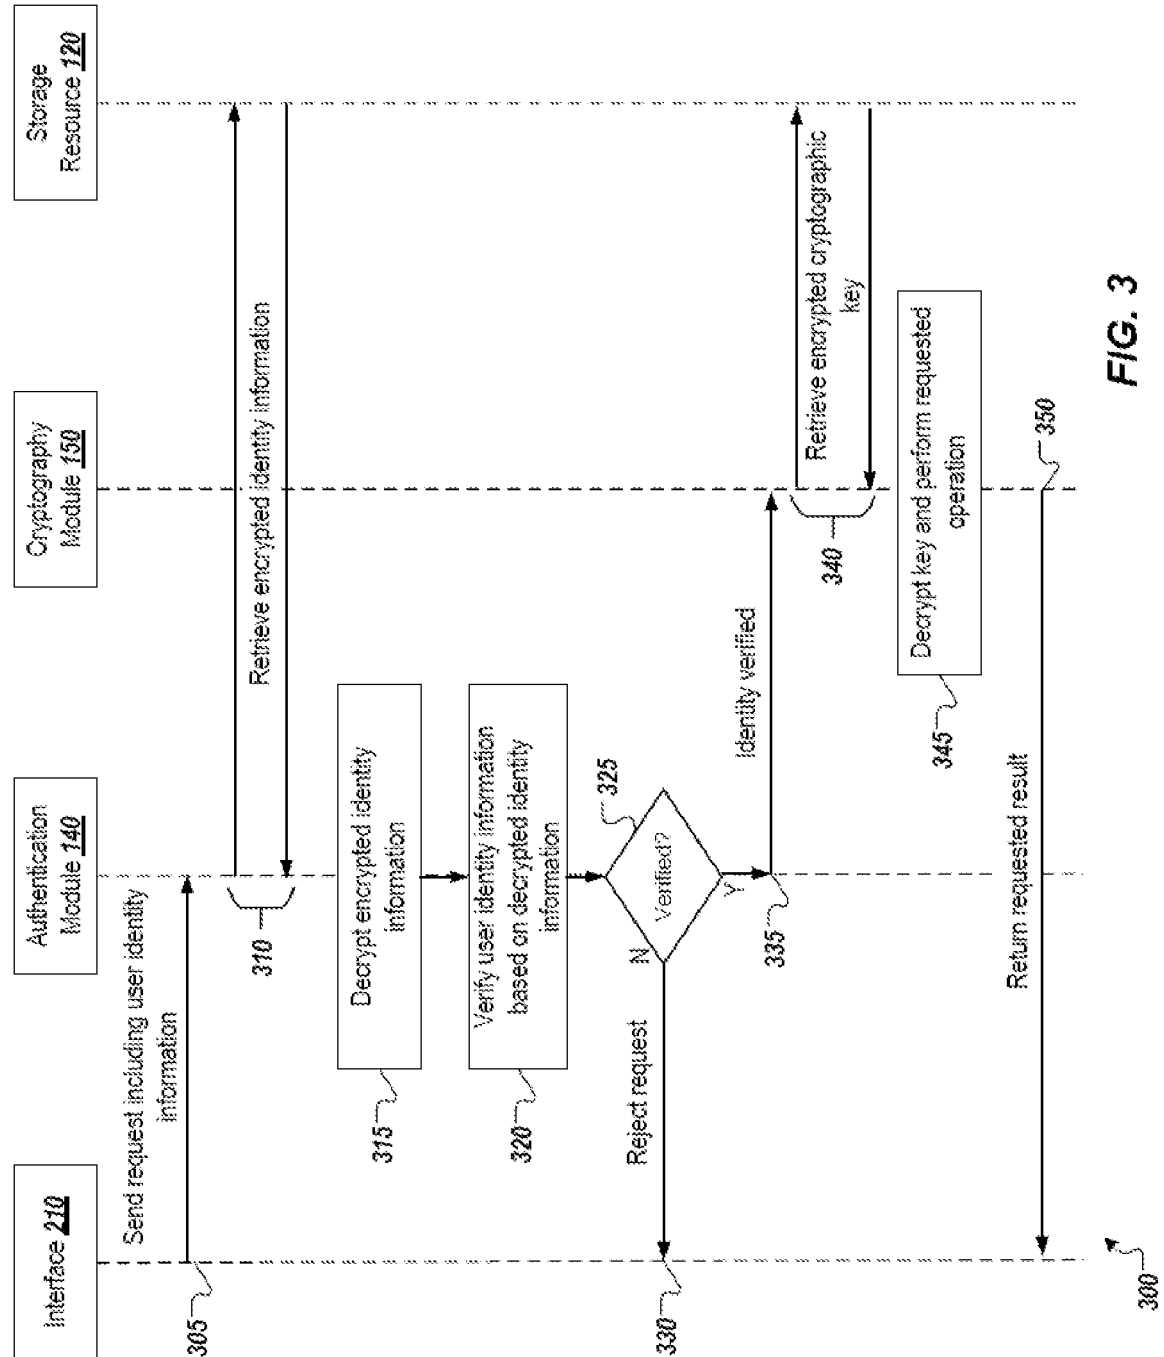 Interface 210
Authentication
Module 140
Cryptography
Module 150
Storage
Resource 120
Send request including user identity
information
305
Retrieve encrypted identity information
310
Decrypt encrypted identity
information
315
Verify user identity information
based on decrypted identity
information
320
Verified?
325
N
Y
Reject request
330
Identity verified
335
Retrieve encrypted cryptographic
key
340
Decrypt key and perform requested
operation
345
Return requested result
350
300
FIG. 3